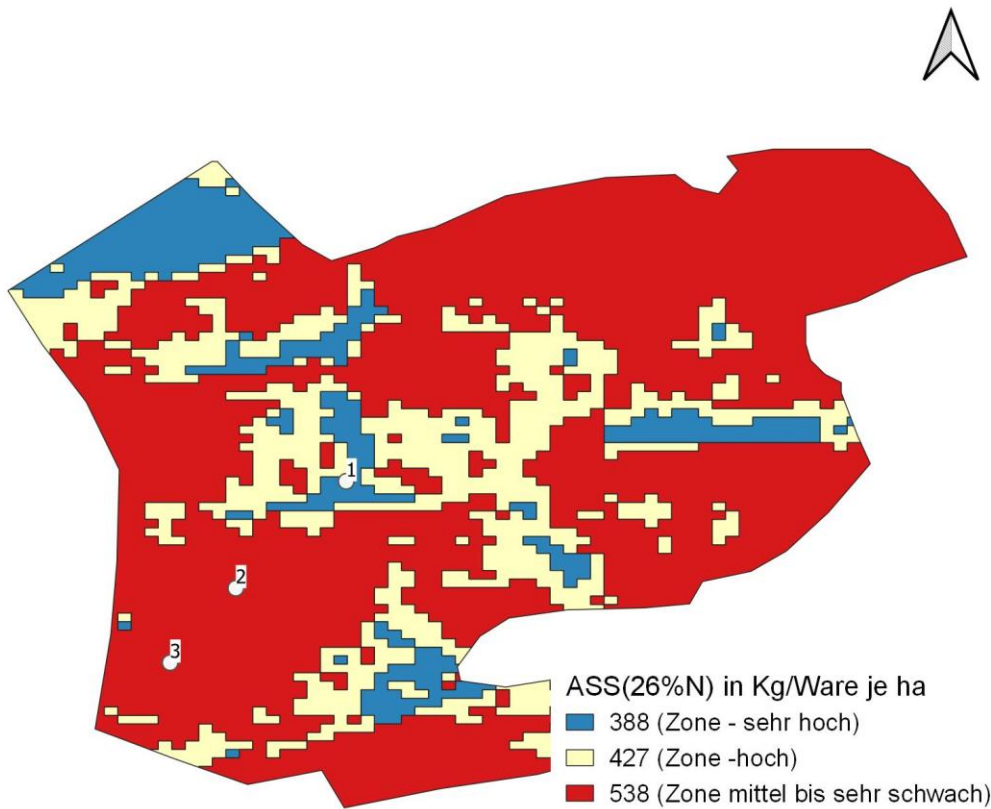 1
2
3
ASS(26%N) in Kg/Ware je ha
388 (Zone - sehr hoch)
427 (Zone -hoch)
538 (Zone mittel bis sehr schwach)